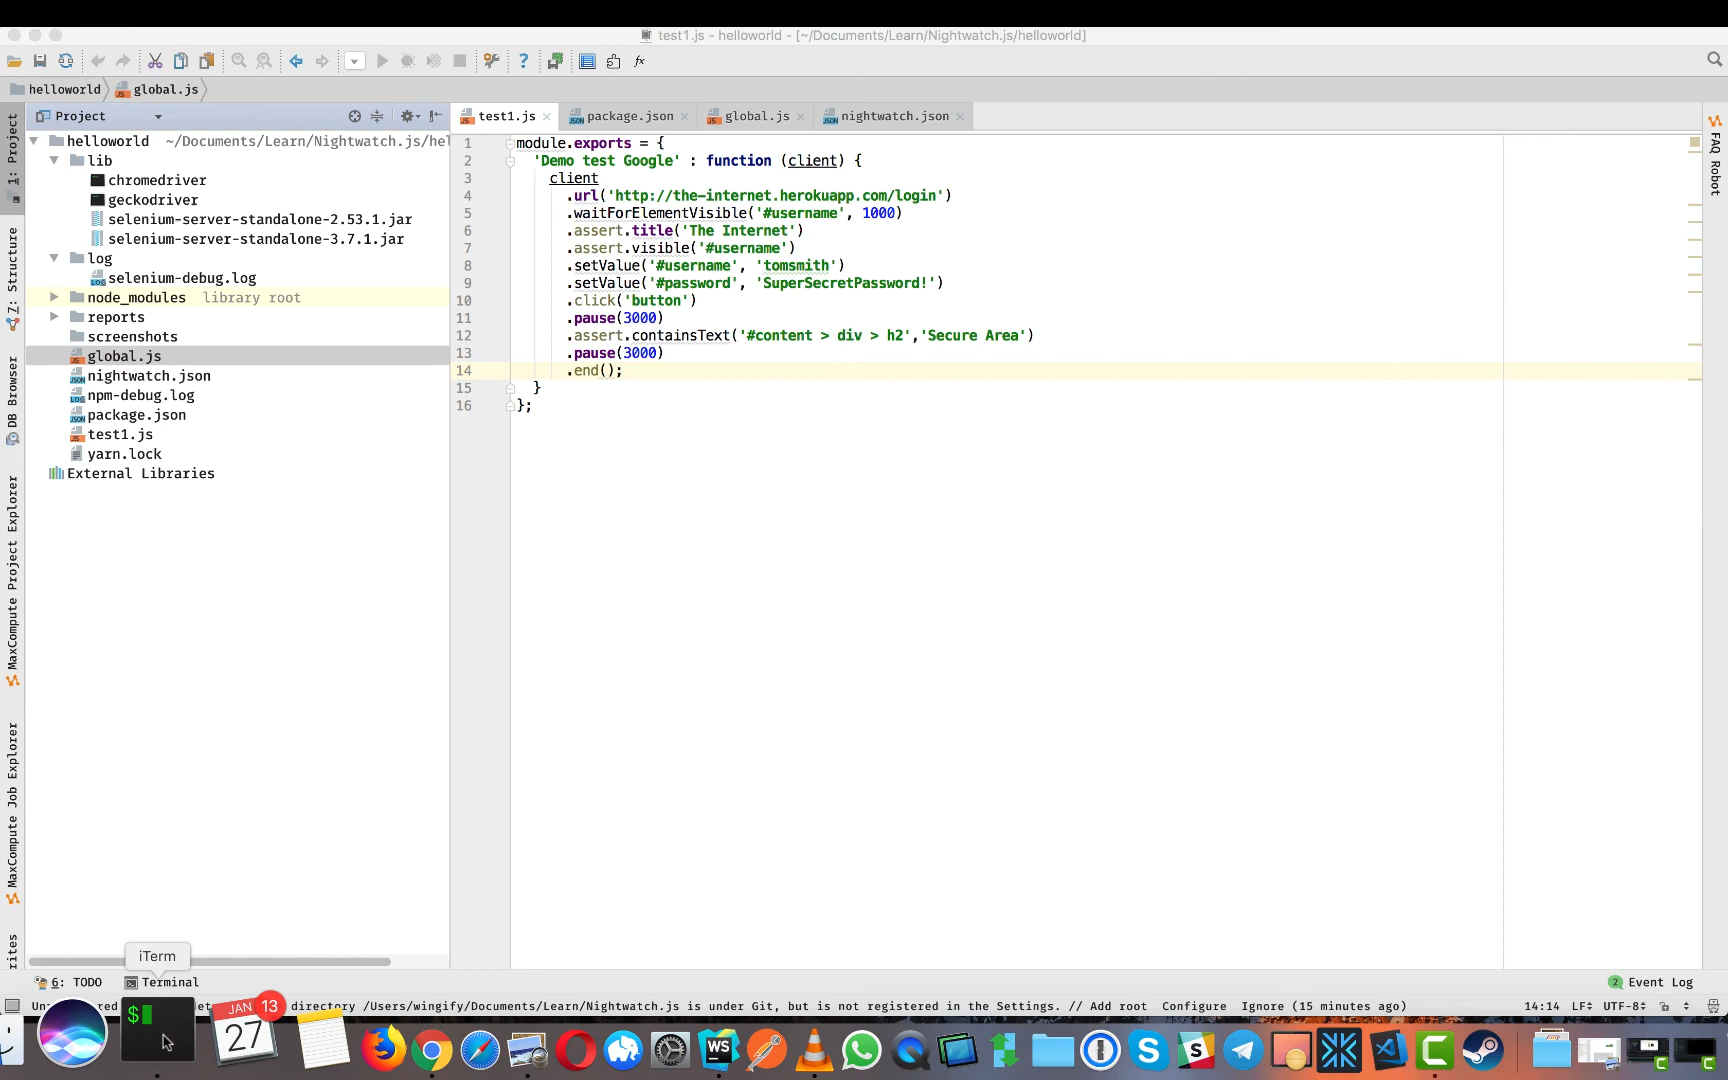 test1.js - helloworld - [~/Documents/Learn/Nightwatch.js/helloworld]
helloworld
global.js
Project
test1.js
package.json
global.js
nightwatch.json
helloworld ~/Documents/Learn/Nightwatch.js/hel
lib
chromedriver
geckodriver
selenium-server-standalone-2.53.1.jar
selenium-server-standalone-3.7.1.jar
log
selenium-debug.log
node_modules library root
reports
screenshots
global.js
nightwatch.json
npm-debug.log
package.json
test1.js
yarn.lock
External Libraries
1 module.exports = {
2 'Demo test Google' : function (client) {
3 client
4 .url('http://the-internet.herokuapp.com/login')
5 .waitForElementVisible('#username', 1000)
6 .assert.title('The Internet')
7 .assert.visible('#username')
8 .setValue('#username', 'tomsmith')
9 .setValue('#password', 'SuperSecretPassword!')
10 .click('button')
11 .pause(3000)
12 .assert.containsText('#content > div > h2','Secure Area')
13 .pause(3000)
14 .end();
15 }
16 };
1: Project
7: Structure
DB Browser
MaxCompute Project Explorer
MaxCompute Job Explorer
rites
FAQ Robot
iTerm
6: TODO
Terminal
2 Event Log
directory /Users/wingify/Documents/Learn/Nightwatch.js is under Git, but is not registered in the Settings. // Add root Configure Ignore (15 minutes ago)
14:14 LF UTF-8
$
JAN
27
13
WS